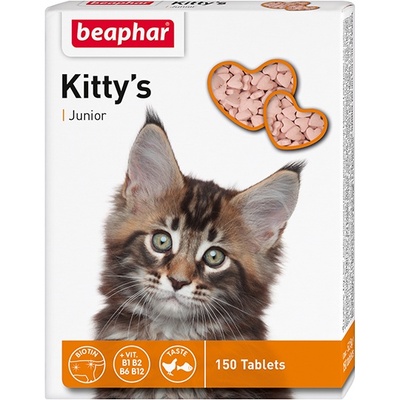 beaphar
Kitty's
Junior
BIOTIN
+ VIT.
B1 B2
B6 B12
TASTE
150 Tablets